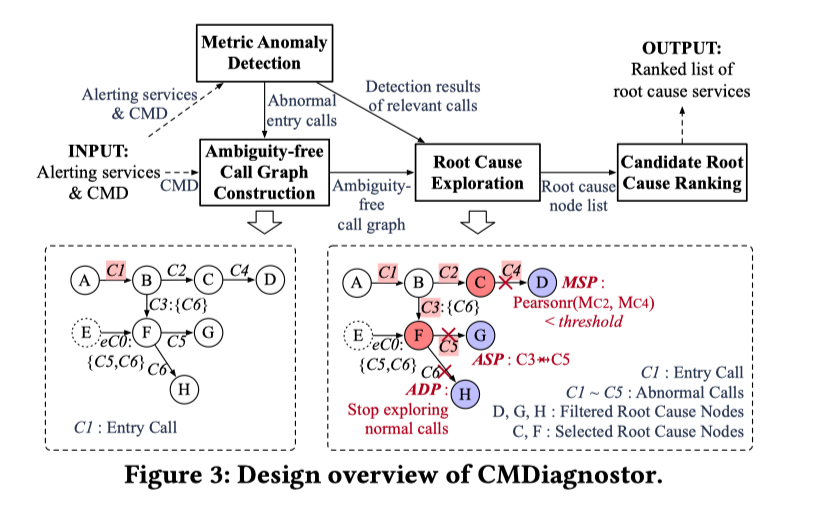 Metric Anomaly
Detection
OUTPUT:
Ranked list of
root cause services
Alerting services
& CMD
Abnormal
entry calls
Detection results
of relevant calls
INPUT:
Alerting services
& CMD
CMD
Ambiguity-free
Call Graph
Construction
Ambiguity-
free
call graph
Root Cause
Exploration
Root cause
node list
Candidate Root
Cause Ranking
A C1 B C2 C C4 D
C3:{C6}
E eC0: F C5 G
{C5,C6} C6
H
C1 : Entry Call
A C1 B C2 C C4 D MSP :
Pearsonr(MC2, MC4)
< threshold
C3:{C6}
E eC0: F C5 G
{C5,C6} C6
ASP : C3↔C5
ADP : H
Stop exploring
normal calls
C1 : Entry Call
C1 ~ C5 : Abnormal Calls
D, G, H : Filtered Root Cause Nodes
C, F : Selected Root Cause Nodes
Figure 3: Design overview of CMDiagnostor.